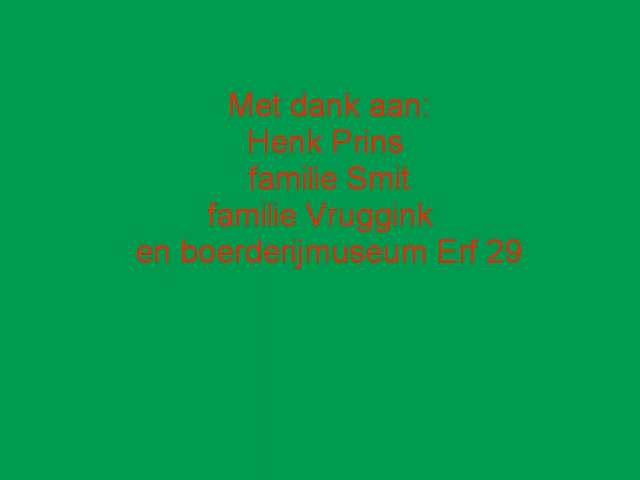 Met dank aan:
Henk Prins
familie Smit
familie Vruggink
en boerderijmuseum Erf 29